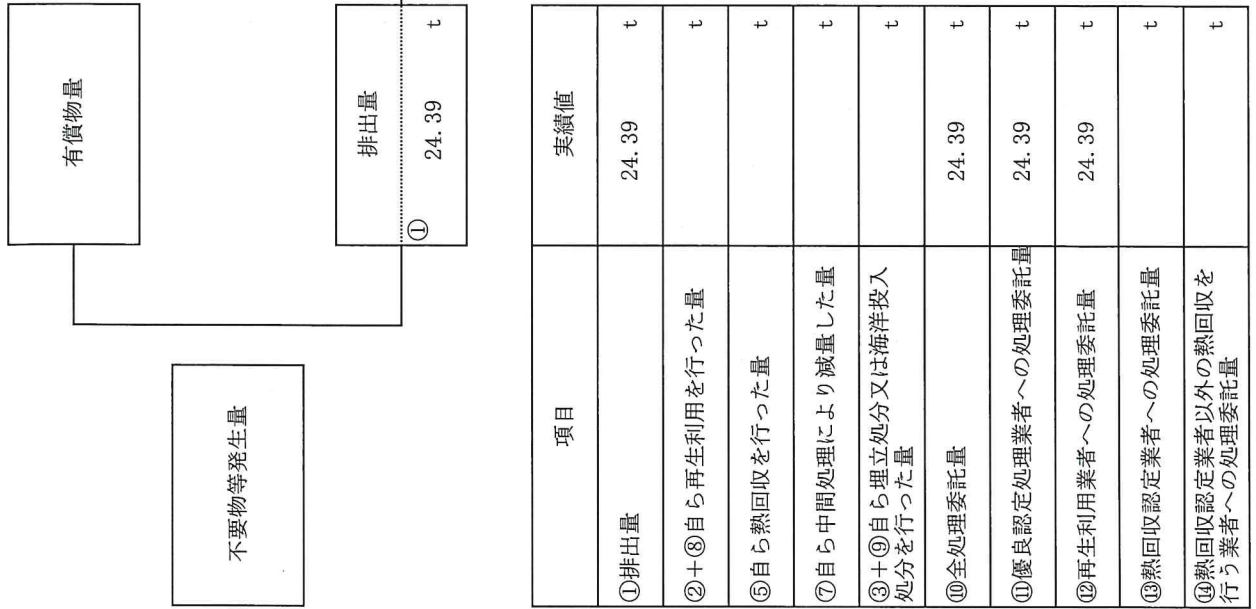 有償物量
不要物等発生量
排出量
① 24.39 t
項目 実績値
①排出量 24.39 t
②+⑧自ら再生利用を行った量 t
⑤自ら熱回収を行った量 t
⑦自ら中間処理により減量した量 t
③+⑨自ら埋立処分又は海洋投入
処分を行った量 t
⑩全処理委託量 24.39 t
⑪優良認定処理業者への処理委託量 24.39 t
⑫再生利用業者への処理委託量 24.39 t
⑬熱回収認定業者への処理委託量 t
⑭熱回収認定業者以外の熱回収を
行う業者への処理委託量 t